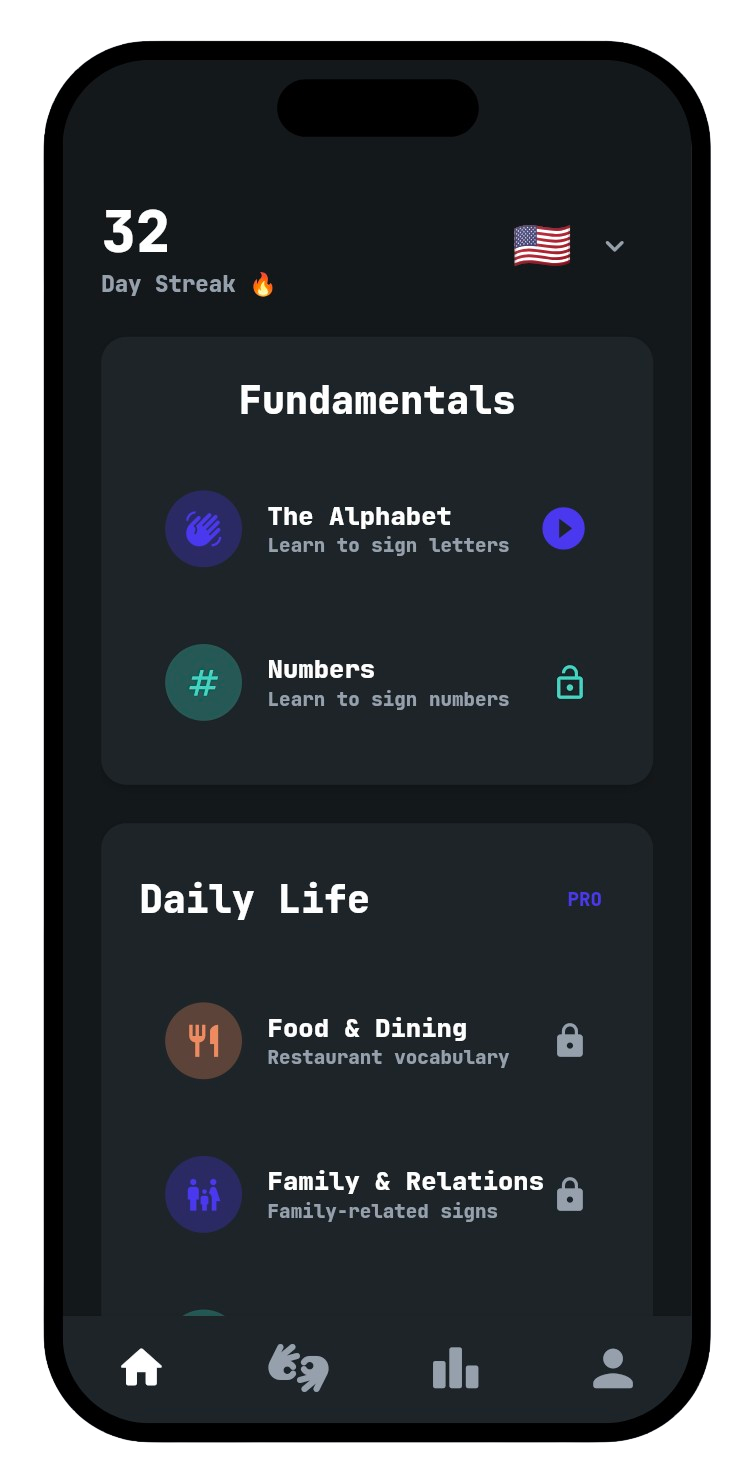 32
Day Streak 🔥
Fundamentals
The Alphabet
Learn to sign letters
#
Numbers
Learn to sign numbers
Daily Life
PRO
Food & Dining
Restaurant vocabulary
Family & Relations
Family-related signs